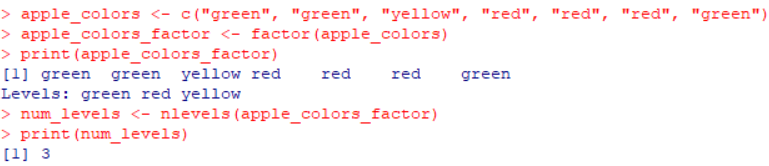 > apple_colors <- c("green", "green", "yellow", "red", "red", "red", "green")
> apple_colors_factor <- factor(apple_colors)
> print(apple_colors_factor)
[1] green  green  yellow red    red    red    green
Levels: green red yellow
> num_levels <- nlevels(apple_colors_factor)
> print(num_levels)
[1] 3